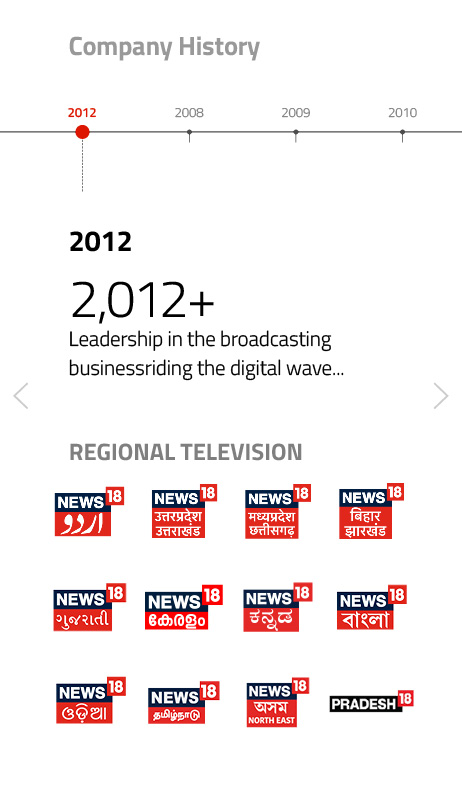 Company History
2012 2008 2009 2010
2012
2,012+
Leadership in the broadcasting
businessriding the digital wave...
REGIONAL TELEVISION
NEWS 18
اردو
NEWS 18
उत्तरप्रदेश
उत्तराखंड
NEWS 18
मध्यप्रदेश
छत्तीसगढ़
NEWS 18
बिहार
झारखंड
NEWS 18
ગુજરાતી
NEWS 18
കേരളം
NEWS 18
ಕನ್ನಡ
NEWS 18
বাংলা
NEWS 18
ଓଡ଼ିଆ
NEWS 18
தமிழ்நாடு
NEWS 18
অসম
NORTH EAST
PRADESH 18